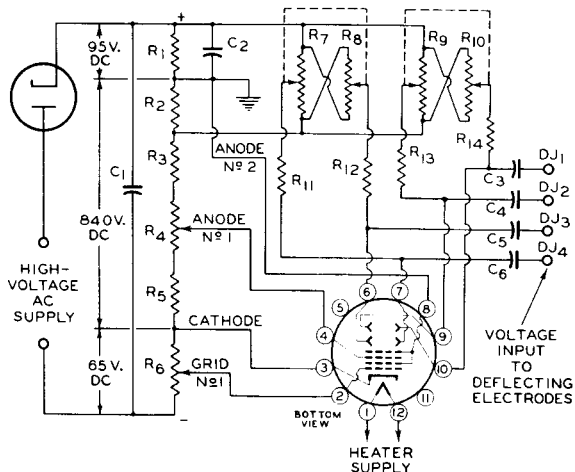 +
95V.
DC
R1
C2
R7
R8
R9
R10
R2
R3
ANODE
Nº 2
R11
R12
R13
R14
C3
DJ1
C4
DJ2
C5
DJ3
C6
DJ4
C1
840V.
DC
R4
ANODE
Nº 1
HIGH-
VOLTAGE
AC
SUPPLY
R5
CATHODE
65V.
DC
R6
GRID
Nº1
-
5
6
7
8
4
9
3
10
2
11
1
12
BOTTOM
VIEW
HEATER
SUPPLY
VOLTAGE
INPUT
TO
DEFLECTING
ELECTRODES